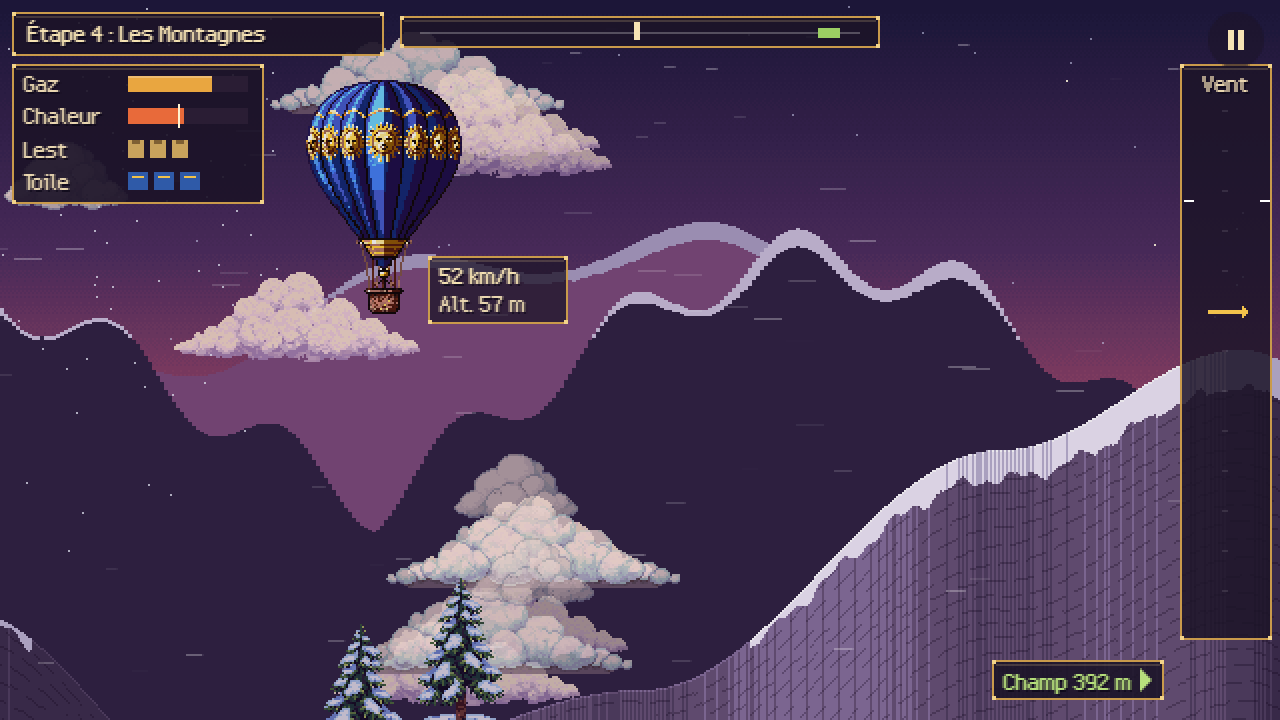 Étape 4 : Les Montagnes
Gaz
Chaleur
Lest
Toile
Vent
52 km/h
Alt. 57 m
Champ 392 m